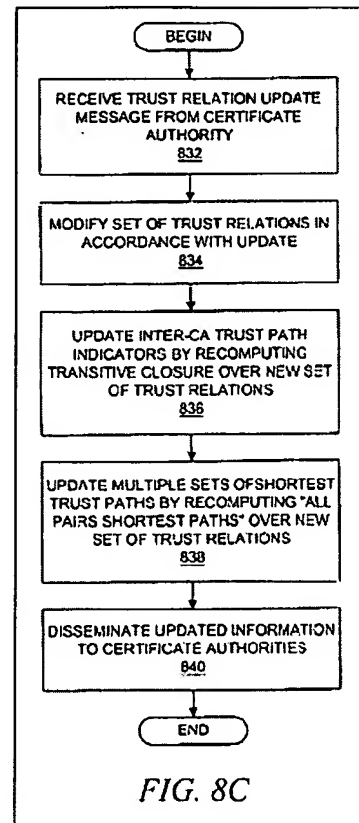 BEGIN
RECEIVE TRUST RELATION UPDATE
MESSAGE FROM CERTIFICATE
AUTHORITY
832
MODIFY SET OF TRUST RELATIONS IN
ACCORDANCE WITH UPDATE
834
UPDATE INTER-CA TRUST PATH
INDICATORS BY RECOMPUTING
TRANSITIVE CLOSURE OVER NEW SET
OF TRUST RELATIONS
836
UPDATE MULTIPLE SETS OF SHORTEST
TRUST PATHS BY RECOMPUTING "ALL
PAIRS SHORTEST PATHS" OVER NEW
SET OF TRUST RELATIONS
838
DISSEMINATE UPDATED INFORMATION
TO CERTIFICATE AUTHORITIES
840
END
FIG. 8C